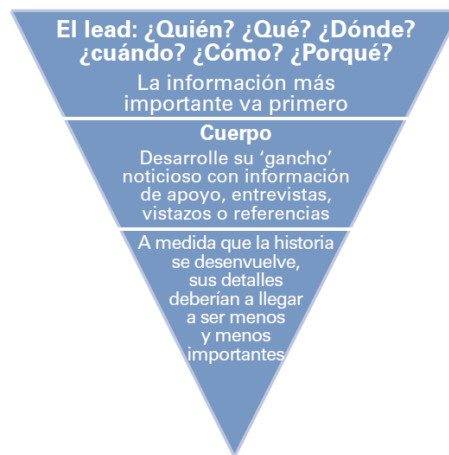 El lead: ¿Quién? ¿Qué? ¿Dónde?
¿cuándo? ¿Cómo? ¿Porqué?
La información más
importante va primero
Cuerpo
Desarrolle su ‘gancho’
noticioso con información
de apoyo, entrevistas,
vistazos o referencias
A medida que la historia
se desenvuelve,
sus detalles
deberían a llegar
a ser menos
y menos
importantes